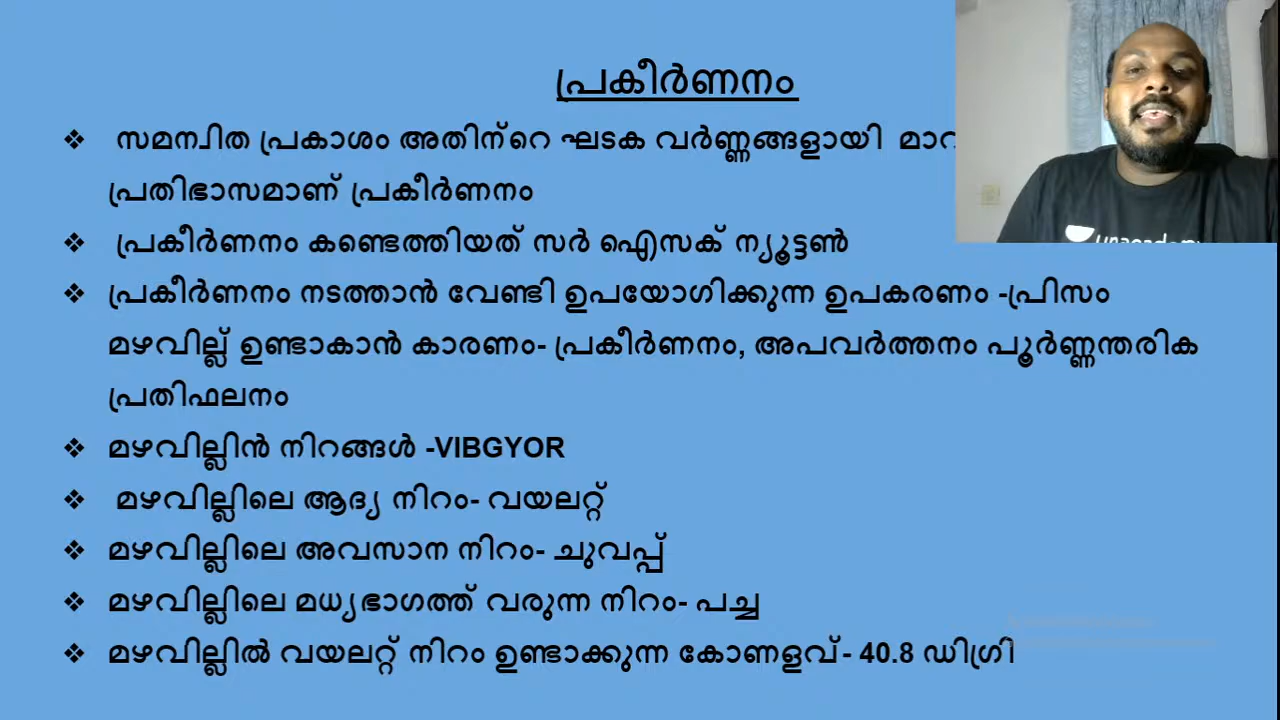 പ്രകീർണനം
❖ സമന്വിത പ്രകാശം അതിന്റെ ഘടക വർണ്ണങ്ങളായി
പ്രതിഭാസമാണ് പ്രകീർണനം
❖ പ്രകീർണനം കണ്ടെത്തിയത് സർ ഐസക് ന്യൂട്ടൺ
❖ പ്രകീർണനം നടത്താൻ വേണ്ടി ഉപയോഗിക്കുന്ന ഉപകരണം -പ്രിസം
മഴവില്ല് ഉണ്ടാകാൻ കാരണം- പ്രകീർണനം, അപവർത്തനം പൂർണ്ണന്തരിക
പ്രതിഫലനം
❖ മഴവില്ലിൻ നിറങ്ങൾ -VIBGYOR
❖ മഴവില്ലിലെ ആദ്യ നിറം- വയലറ്റ്
❖ മഴവില്ലിലെ അവസാന നിറം- ചുവപ്പ്
❖ മഴവില്ലിലെ മധ്യഭാഗത്ത് വരുന്ന നിറം- പച്ച
❖ മഴവില്ലിൽ വയലറ്റ് നിറം ഉണ്ടാക്കുന്ന കോണളവ്- 40.8 ഡിഗ്രി